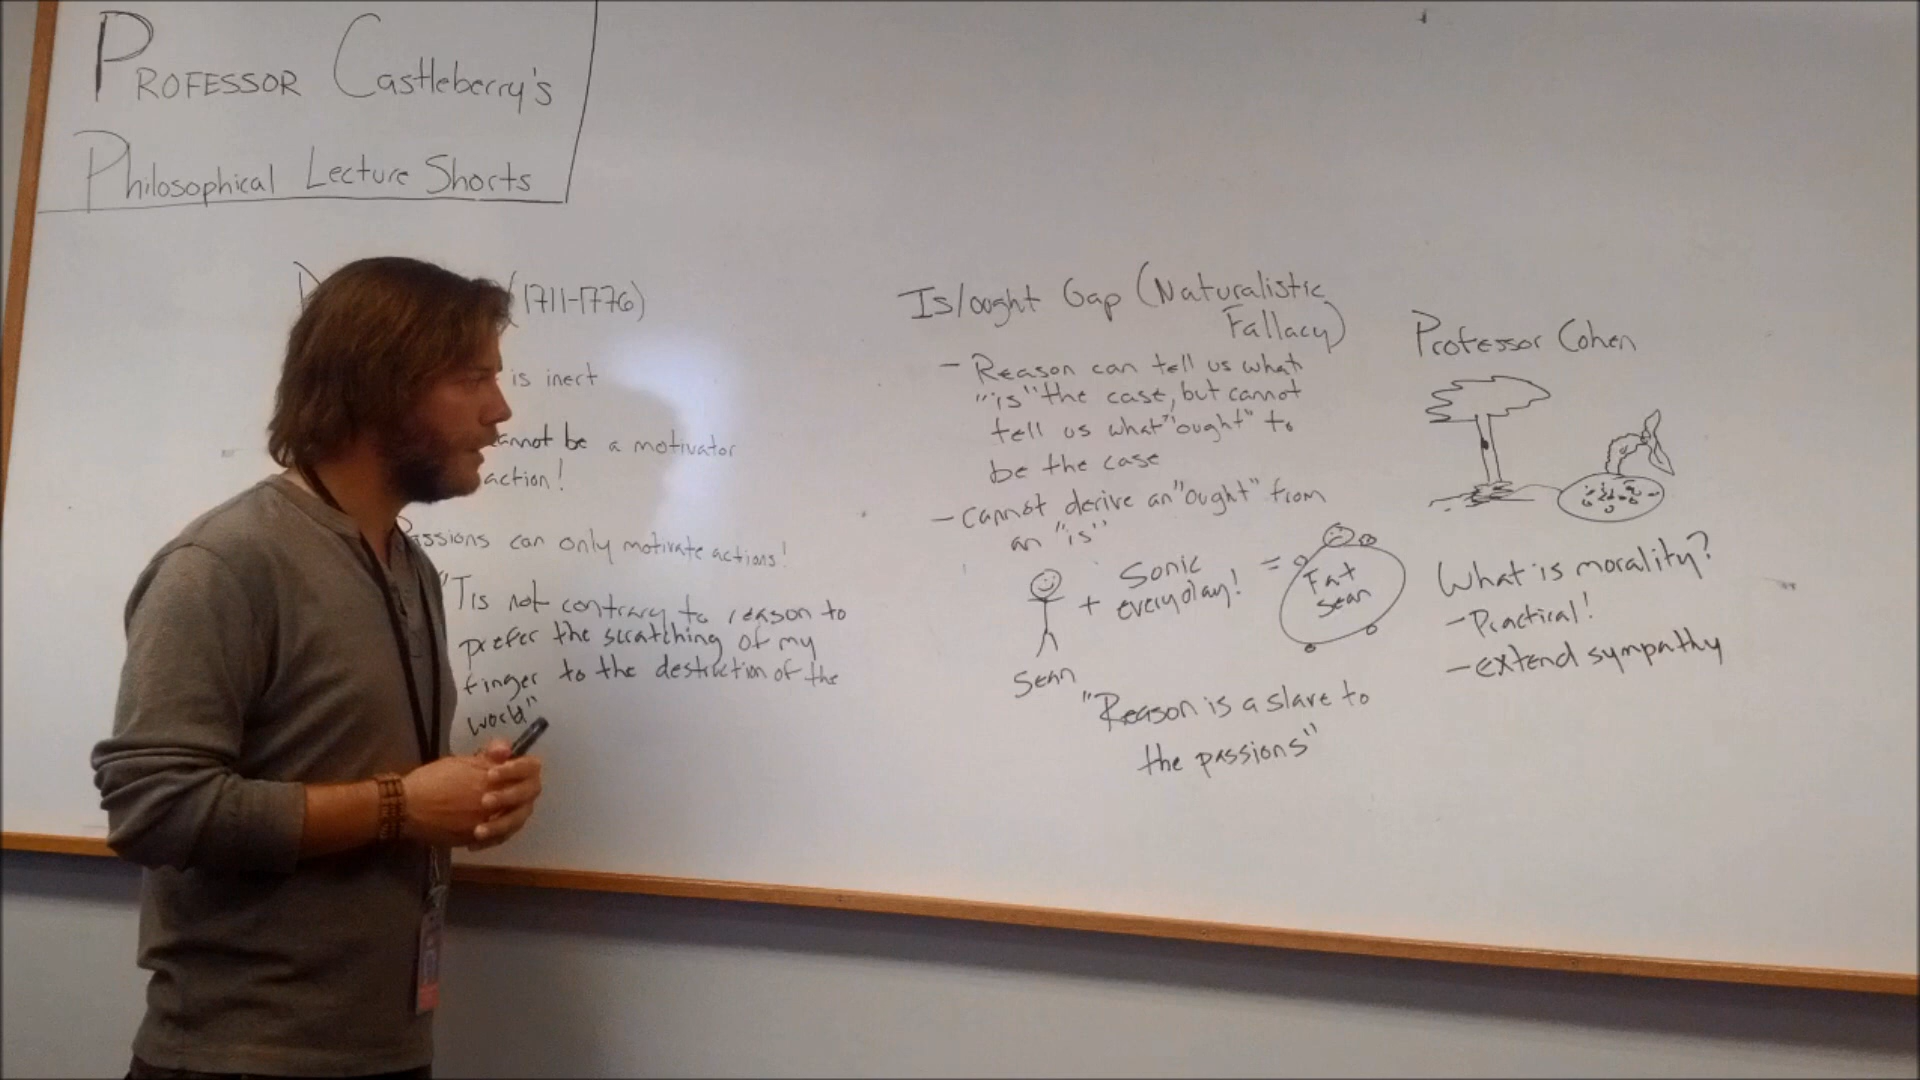 PROFESSOR Castleberry's
Philosophical Lecture Shorts
(1711-1776)
is inert
cannot be a motivator
action!
Passions can only motivate actions!
"Tis not contrary to reason to
prefer the scratching of my
finger to the destruction of the
world"
Is/ought Gap (Naturalistic
Fallacy)
- Reason can tell us what
"is" the case, but cannot
tell us what "ought" to
be the case
- Cannot derive an "ought" from
an "is"
+ Sonic
everyday!
=
Fat
Sean
Sean
"Reason is a slave to
the passions"
Professor Cohen
What is morality?
- Practical!
- extend sympathy